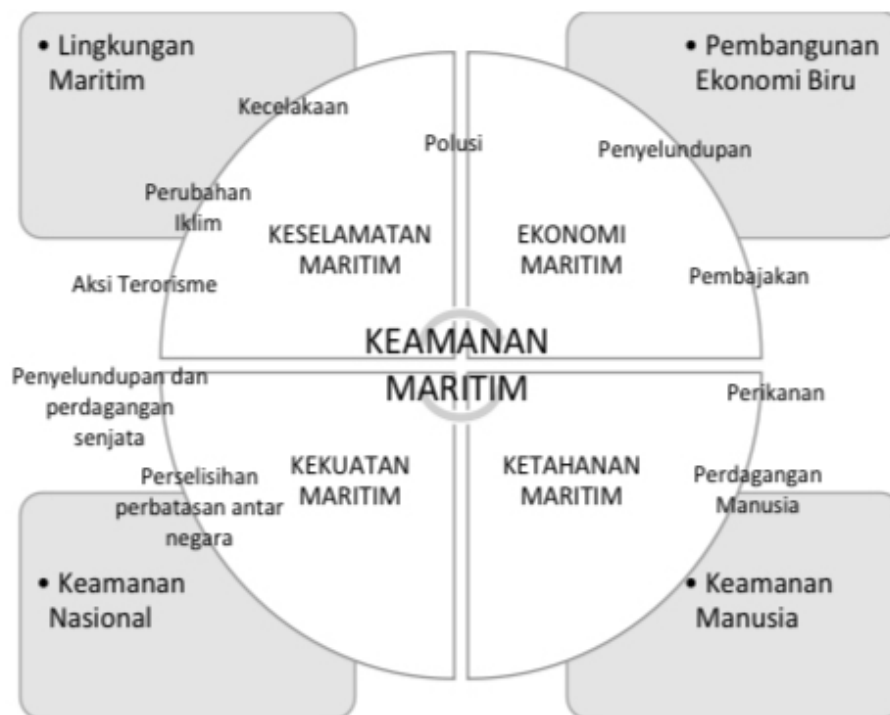 • Lingkungan
Maritim
• Pembangunan
Ekonomi Biru
Kecelakaan
Polusi
Penyelundupan
Perubahan
Iklim
KESELAMATAN
MARITIM
EKONOMI
MARITIM
Aksi Terorisme
Pembajakan
KEAMANAN
MARITIM
Penyelundupan dan
perdagangan
senjata
Perikanan
Perselisihan
perbatasan antar
negara
KEKUATAN
MARITIM
KETAHANAN
MARITIM
Perdagangan
Manusia
• Keamanan
Nasional
• Keamanan
Manusia